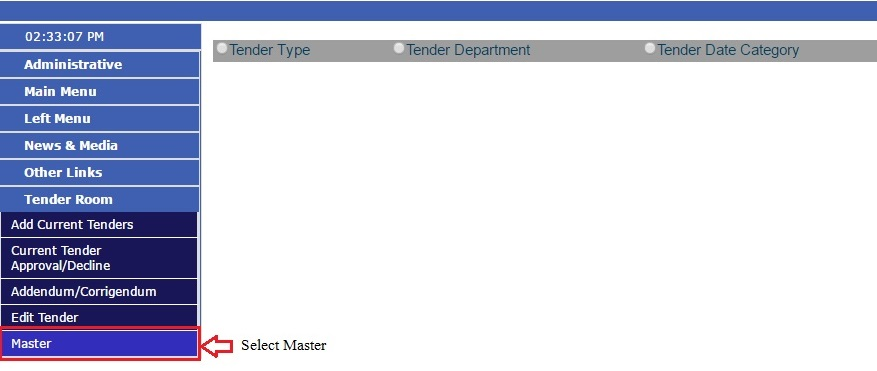 02:33:07 PM
Tender Type Tender Department Tender Date Category
Administrative
Main Menu
Left Menu
News & Media
Other Links
Tender Room
Add Current Tenders
Current Tender
Approval/Decline
Addendum/Corrigendum
Edit Tender
Master
Select Master